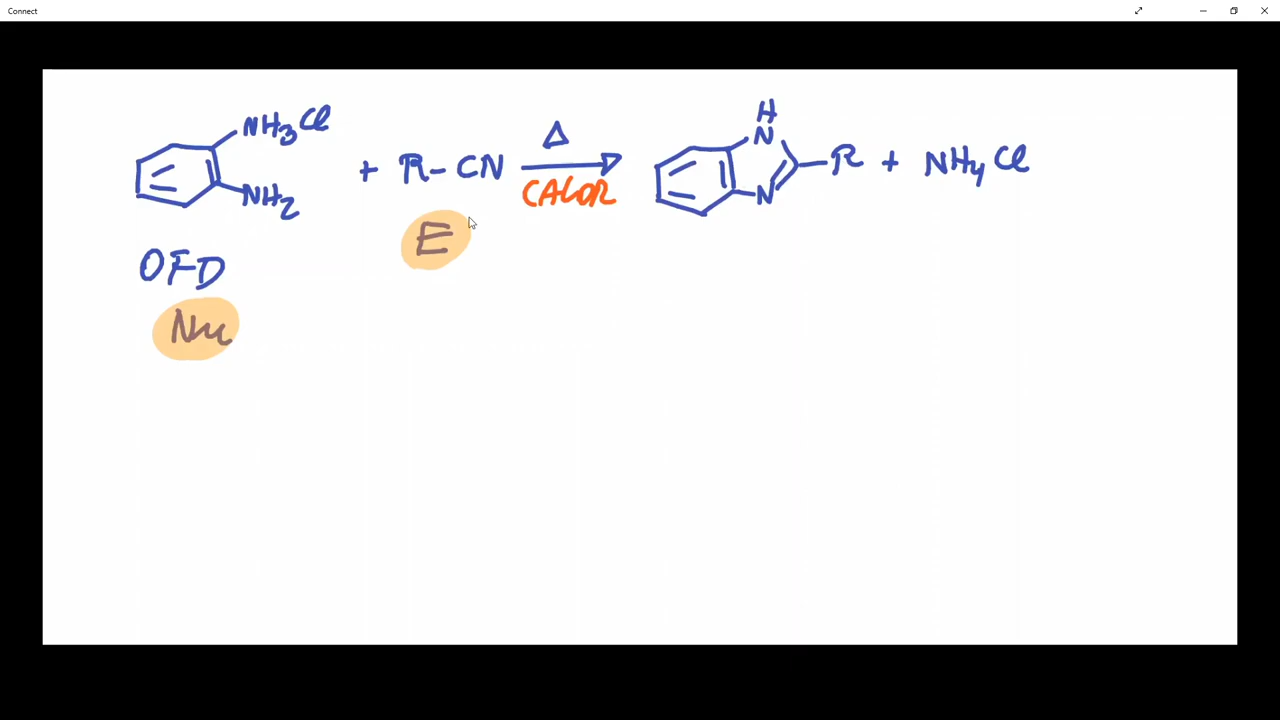 Connect
NH3Cl
NH2
+ R-CN Δ CALOR
H
N
N
R + NH4Cl
E
OFD
Nu